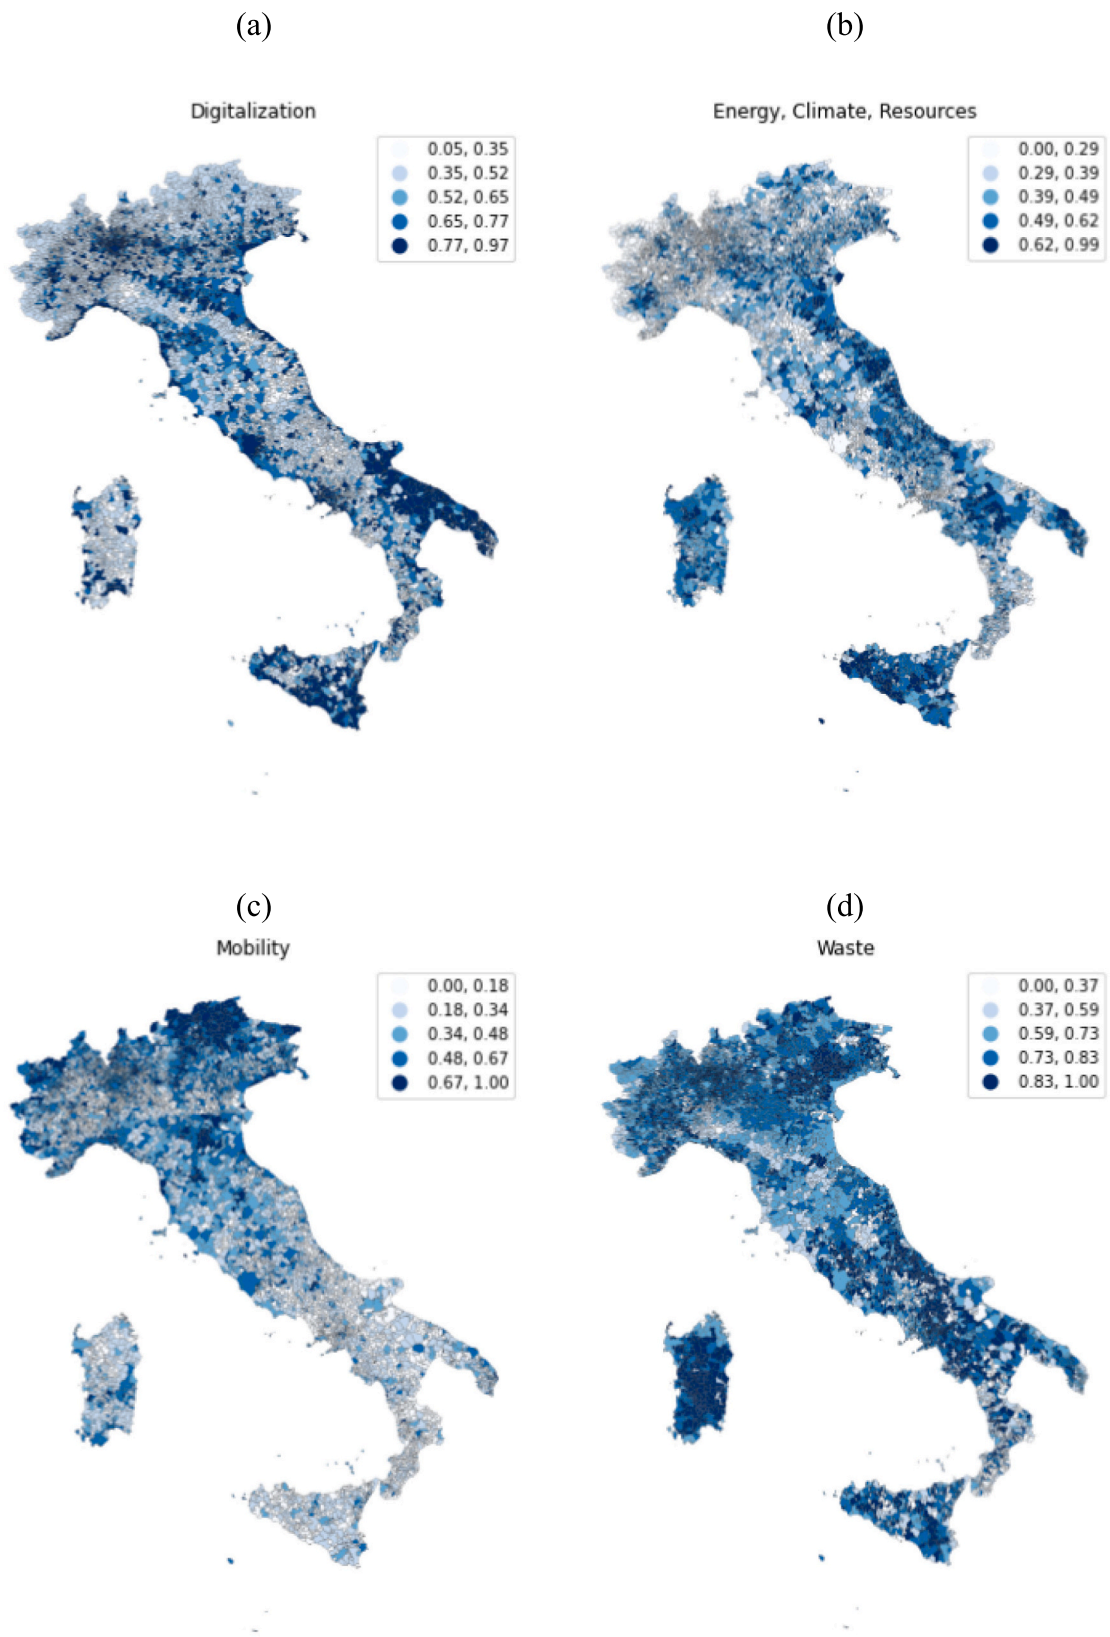 (a)
Digitalization
0.05, 0.35
0.35, 0.52
0.52, 0.65
0.65, 0.77
0.77, 0.97
(b)
Energy, Climate, Resources
0.00, 0.29
0.29, 0.39
0.39, 0.49
0.49, 0.62
0.62, 0.99
(c)
Mobility
0.00, 0.18
0.18, 0.34
0.34, 0.48
0.48, 0.67
0.67, 1.00
(d)
Waste
0.00, 0.37
0.37, 0.59
0.59, 0.73
0.73, 0.83
0.83, 1.00